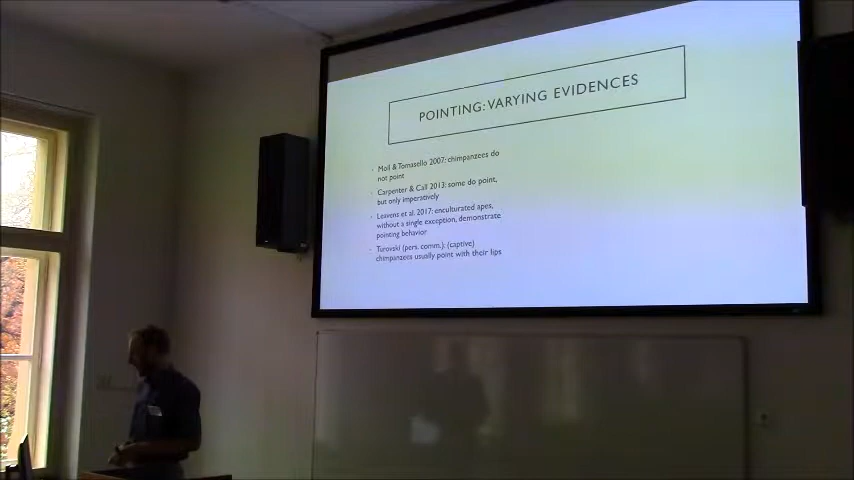 POINTING: VARYING EVIDENCES
Moll & Tomasello 2007: chimpanzees do
not point
Carpenter & Call 2013: some do point,
but only imperatively
Leavens et al. 2017: enculturated apes,
without a single exception, demonstrate
pointing behavior
Turovski (pers. comm.): (captive)
chimpanzees usually point with their lips